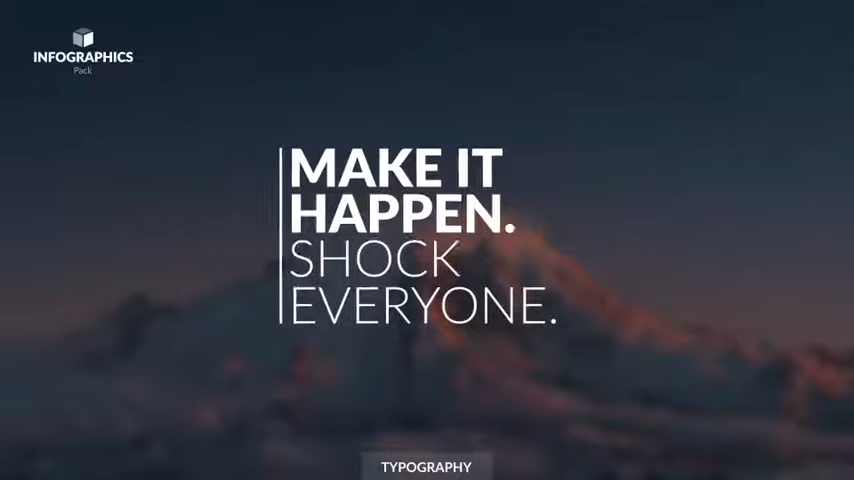 INFOGRAPHICS
Pack
MAKE IT
HAPPEN.
SHOCK
EVERYONE.
TYPOGRAPHY